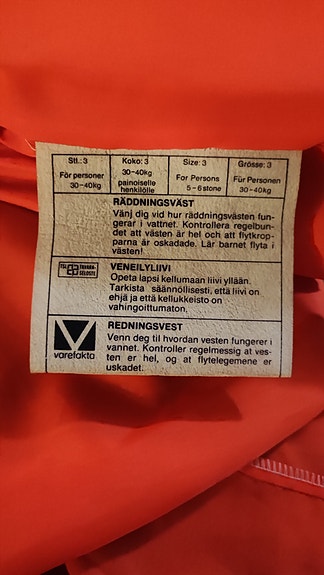 Stl.: 3
För personer
30-40kg
Koko: 3
30-40kg
painoiselle
henkilölle
Size: 3
For Persons
5-6stone
Grösse: 3
Für Personen
30-40kg
RÄDDNINGSVÄST
Vänj dig vid hur räddningsvästen fun-
gerar i vattnet. Kontrollera regelbun-
det att västen är hel och att flytkrop-
parna är oskadade. Lär barnet flyta i
västen!
TSL TAVARA-
SELOSTE
VENEILYLIIVI
Opeta lapsi kellumaan liivi yllään.
Tarkista säännöllisesti, että liivi on
ehjä ja että kellukkeisto on
vahingoittumaton.
varefakta
REDNINGSVEST
Venn deg til hvordan vesten fungerer i
vannet. Kontroller regelmessig at ves-
ten er hel, og at flytelegemene er
uskadet.